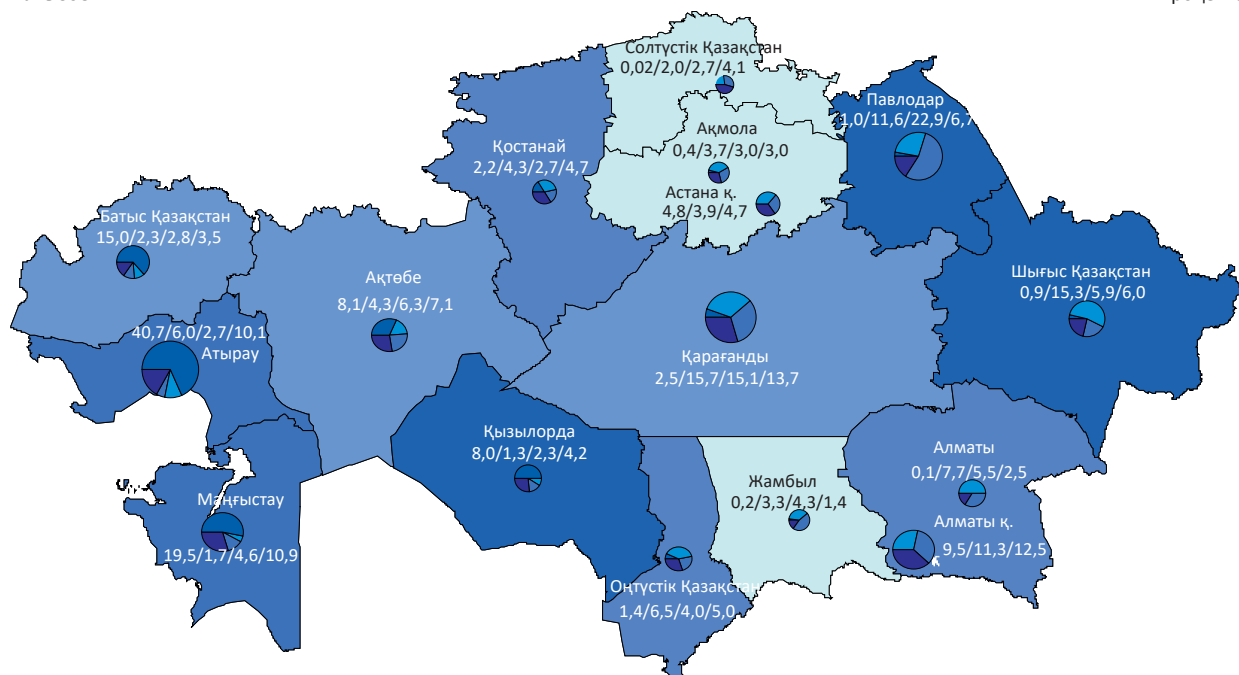 Солтүстік Қазақстан
0,02/2,0/2,7/4,1
Павлодар
1,0/11,6/22,9/6,7
Ақмола
0,4/3,7/3,0/3,0
Қостанай
2,2/4,3/2,7/4,7
Астана қ.
4,8/3,9/4,7
Батыс Қазақстан
15,0/2,3/2,8/3,5
Ақтөбе
8,1/4,3/6,3/7,1
Шығыс Қазақстан
0,9/15,3/5,9/6,0
40,7/6,0/2,7/10,1
Атырау
Қарағанды
2,5/15,7/15,1/13,7
Қызылорда
8,0/1,3/2,3/4,2
Алматы
0,1/7,7/5,5/2,5
Жамбыл
0,2/3,3/4,3/1,4
Маңғыстау
19,5/1,7/4,6/10,9
Алматы қ.
9,5/11,3/12,5
Оңтүстік Қазақстан
1,4/6,5/4,0/5,0